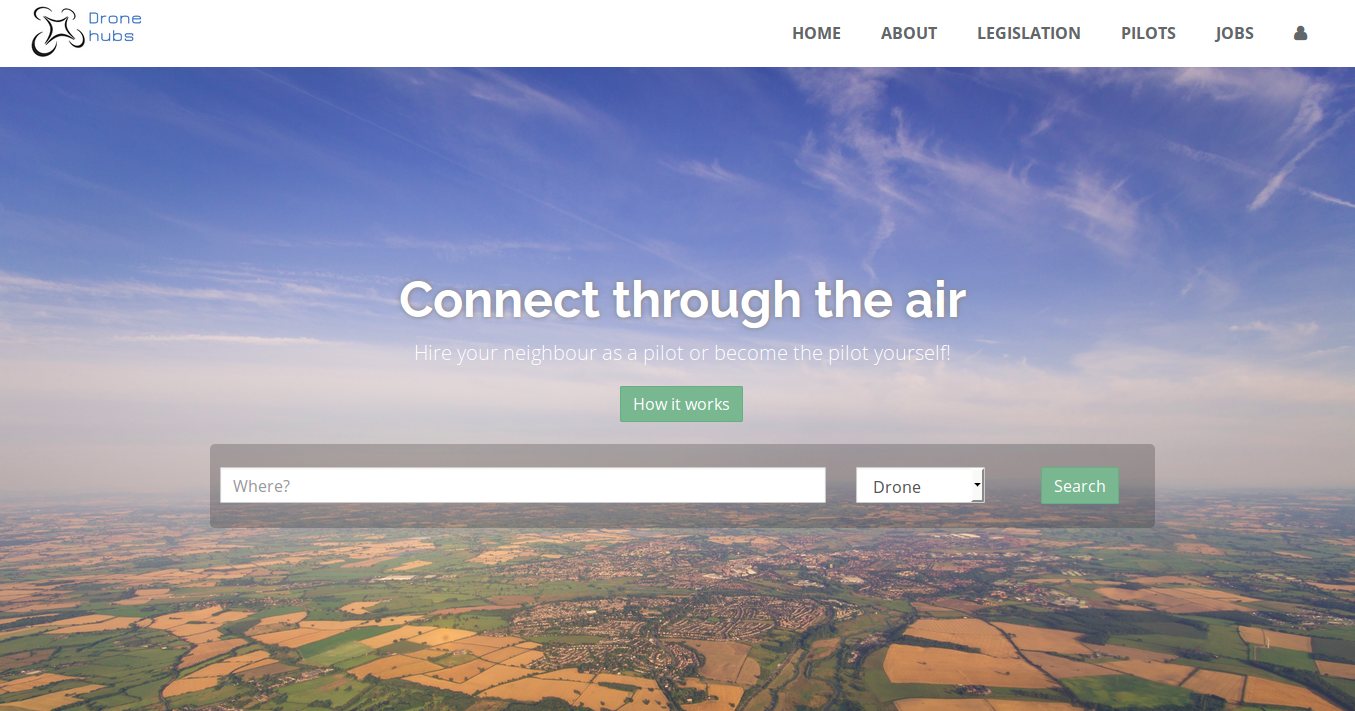 Drone
hubs
HOME ABOUT LEGISLATION PILOTS JOBS
Connect through the air
Hire your neighbour as a pilot or become the pilot yourself!
How it works
Where? Drone Search